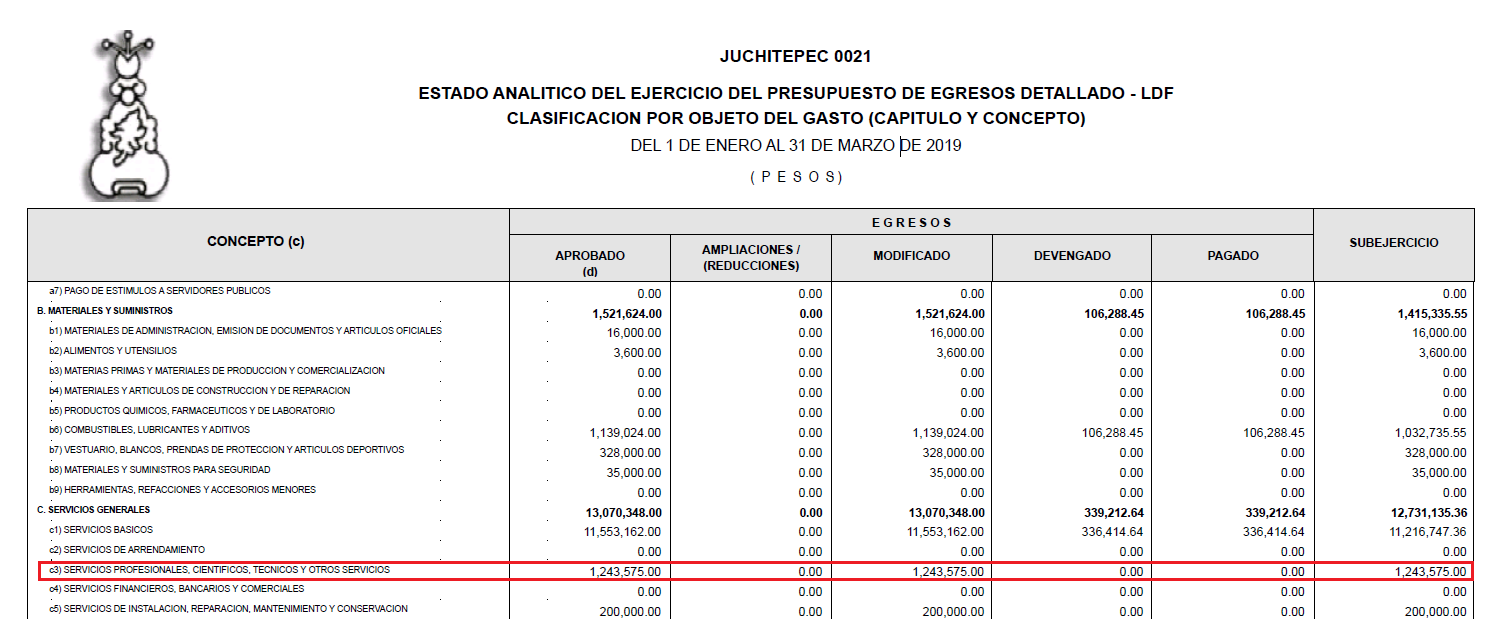 JUCHITEPEC 0021
ESTADO ANALITICO DEL EJERCICIO DEL PRESUPUESTO DE EGRESOS DETALLADO - LDF
CLASIFICACION POR OBJETO DEL GASTO (CAPITULO Y CONCEPTO)
DEL 1 DE ENERO AL 31 DE MARZO DE 2019
( P E S O S )
CONCEPTO (c) E G R E S O S SUBEJERCICIO
APROBADO (d) AMPLIACIONES / (REDUCCIONES) MODIFICADO DEVENGADO PAGADO
a7) PAGO DE ESTIMULOS A SERVIDORES PUBLICOS 0.00 0.00 0.00 0.00 0.00 0.00
B. MATERIALES Y SUMINISTROS 1,521,624.00 0.00 1,521,624.00 106,288.45 106,288.45 1,415,335.55
b1) MATERIALES DE ADMINISTRACION, EMISION DE DOCUMENTOS Y ARTICULOS OFICIALES 16,000.00 0.00 16,000.00 0.00 0.00 16,000.00
b2) ALIMENTOS Y UTENSILIOS 3,600.00 0.00 3,600.00 0.00 0.00 3,600.00
b3) MATERIAS PRIMAS Y MATERIALES DE PRODUCCION Y COMERCIALIZACION 0.00 0.00 0.00 0.00 0.00 0.00
b4) MATERIALES Y ARTICULOS DE CONSTRUCCION Y DE REPARACION 0.00 0.00 0.00 0.00 0.00 0.00
b5) PRODUCTOS QUIMICOS, FARMACEUTICOS Y DE LABORATORIO 0.00 0.00 0.00 0.00 0.00 0.00
b6) COMBUSTIBLES, LUBRICANTES Y ADITIVOS 1,139,024.00 0.00 1,139,024.00 106,288.45 106,288.45 1,032,735.55
b7) VESTUARIO, BLANCOS, PRENDAS DE PROTECCION Y ARTICULOS DEPORTIVOS 328,000.00 0.00 328,000.00 0.00 0.00 328,000.00
b8) MATERIALES Y SUMINISTROS PARA SEGURIDAD 35,000.00 0.00 35,000.00 0.00 0.00 35,000.00
b9) HERRAMIENTAS, REFACCIONES Y ACCESORIOS MENORES 0.00 0.00 0.00 0.00 0.00 0.00
C. SERVICIOS GENERALES 13,070,348.00 0.00 13,070,348.00 339,212.64 339,212.64 12,731,135.36
c1) SERVICIOS BASICOS 11,553,162.00 0.00 11,553,162.00 336,414.64 336,414.64 11,216,747.36
c2) SERVICIOS DE ARRENDAMIENTO 0.00 0.00 0.00 0.00 0.00 0.00
c3) SERVICIOS PROFESIONALES, CIENTIFICOS, TECNICOS Y OTROS SERVICIOS 1,243,575.00 0.00 1,243,575.00 0.00 0.00 1,243,575.00
c4) SERVICIOS FINANCIEROS, BANCARIOS Y COMERCIALES 0.00 0.00 0.00 0.00 0.00 0.00
c5) SERVICIOS DE INSTALACION, REPARACION, MANTENIMIENTO Y CONSERVACION 200,000.00 0.00 200,000.00 0.00 0.00 200,000.00